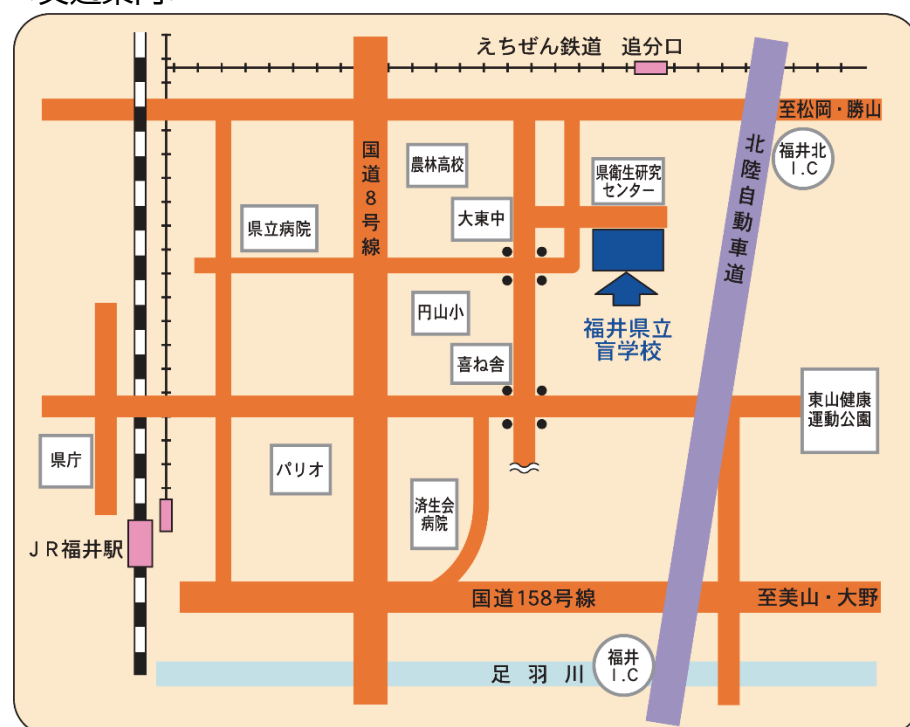 えちぜん鉄道 追分口
至松岡・勝山
国道8号線
農林高校
県衛生研究
センター
北陸自動車道
福井北
I.C
県立病院
大東中
円山小
福井県立
盲学校
喜ね舎
東山健康
運動公園
県庁
パリオ
済生会
病院
JR福井駅
国道158号線
至美山・大野
足羽川
福井
I.C